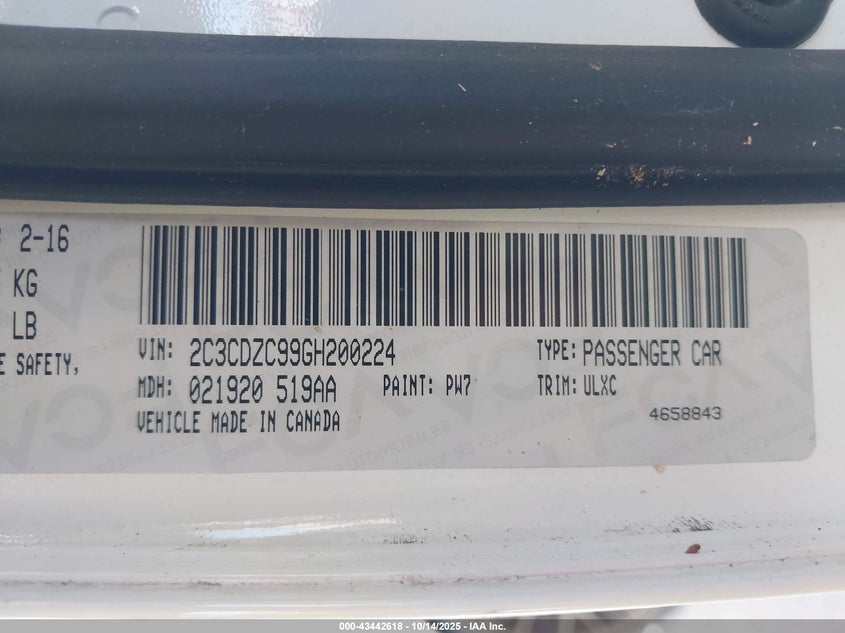 2-16
KG
LB
E SAFETY,
VIN: 2C3CDZC99GH200224 TYPE: PASSENGER CAR
MDH: 021920 519AA PAINT: PW7 TRIM: ULXC
VEHICLE MADE IN CANADA 4658843
000-43442618 - 10/14/2025 - IAA Inc.